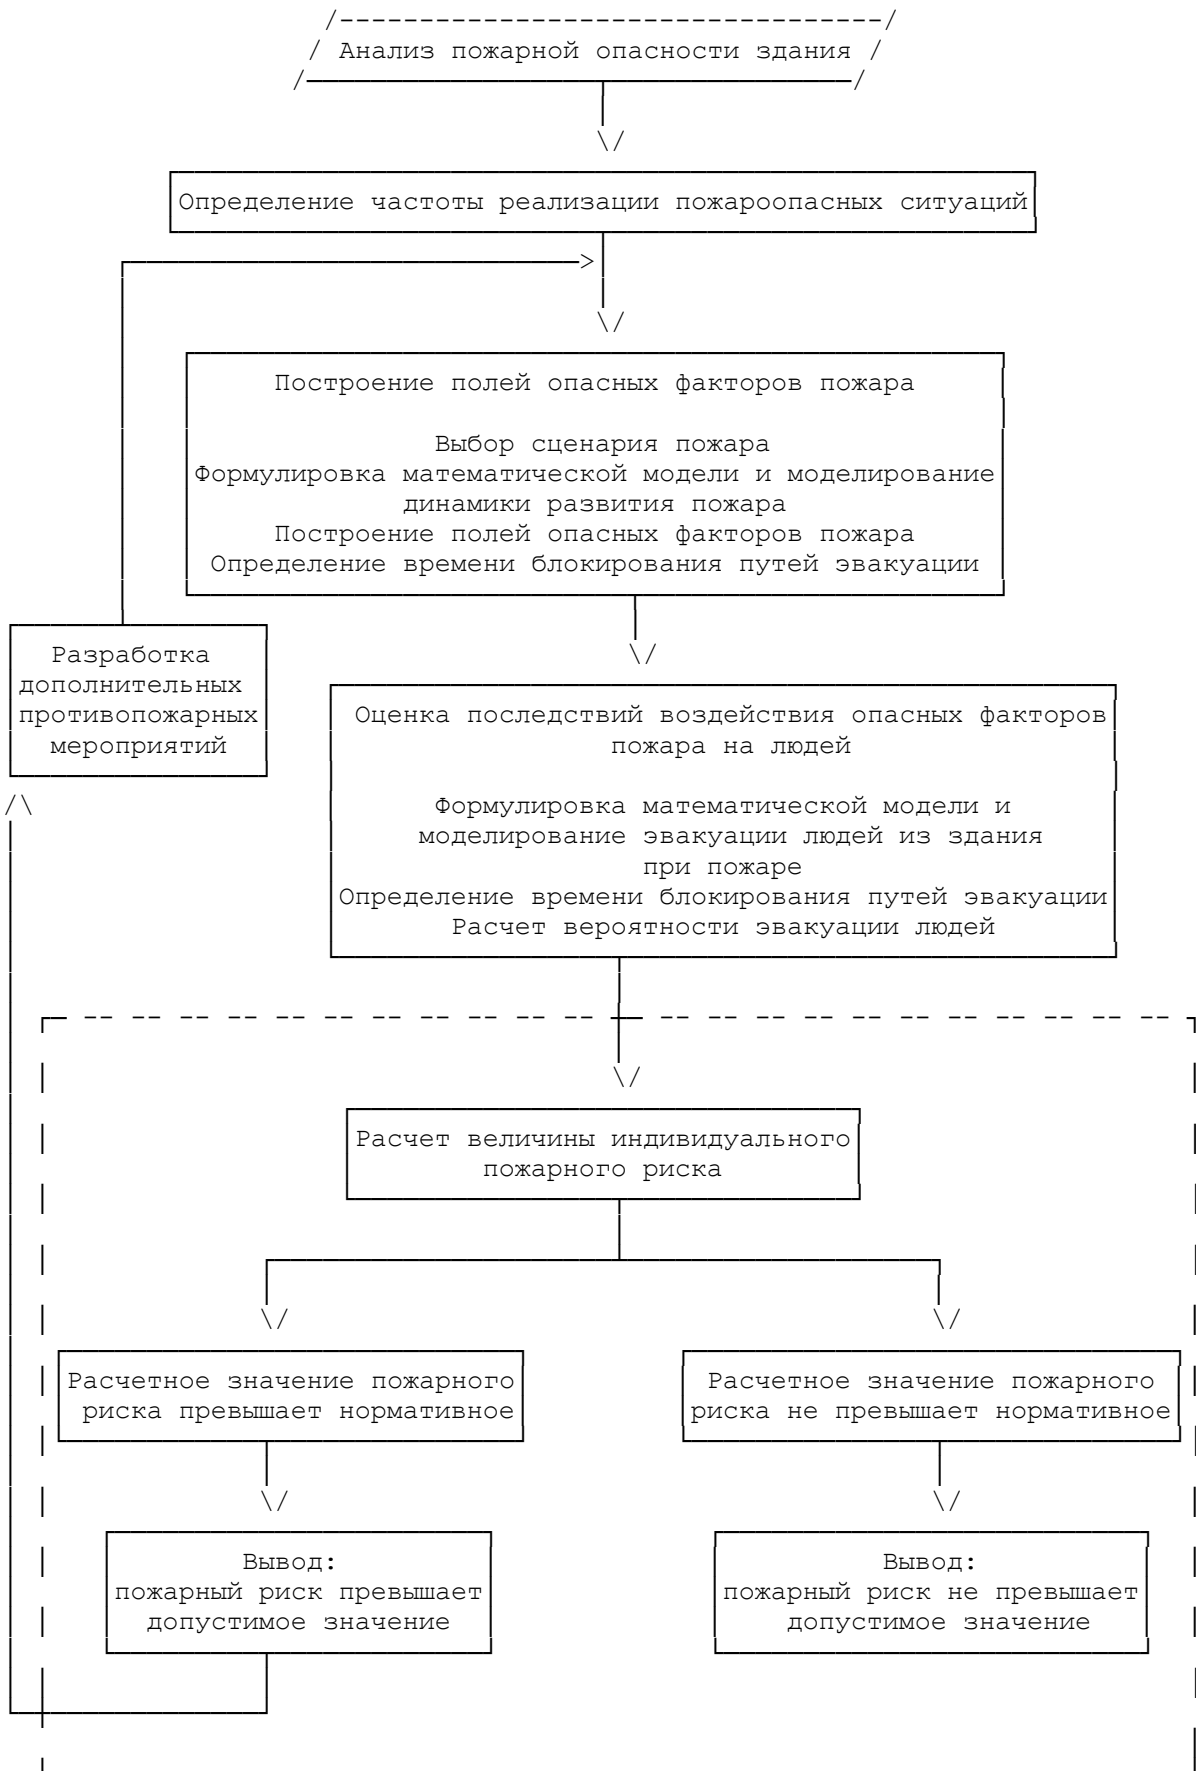 Анализ пожарной опасности здания
Определение частоты реализации пожароопасных ситуаций
Построение полей опасных факторов пожара
Выбор сценария пожара
Формулировка математической модели и моделирование
динамики развития пожара
Построение полей опасных факторов пожара
Определение времени блокирования путей эвакуации
Разработка
дополнительных
противопожарных
мероприятий
Оценка последствий воздействия опасных факторов
пожара на людей
Формулировка математической модели и
моделирование эвакуации людей из здания
при пожаре
Определение времени блокирования путей эвакуации
Расчет вероятности эвакуации людей
Расчет величины индивидуального
пожарного риска
Расчетное значение пожарного
риска превышает нормативное
Расчетное значение пожарного
риска не превышает нормативное
Вывод:
пожарный риск превышает
допустимое значение
Вывод:
пожарный риск не превышает
допустимое значение